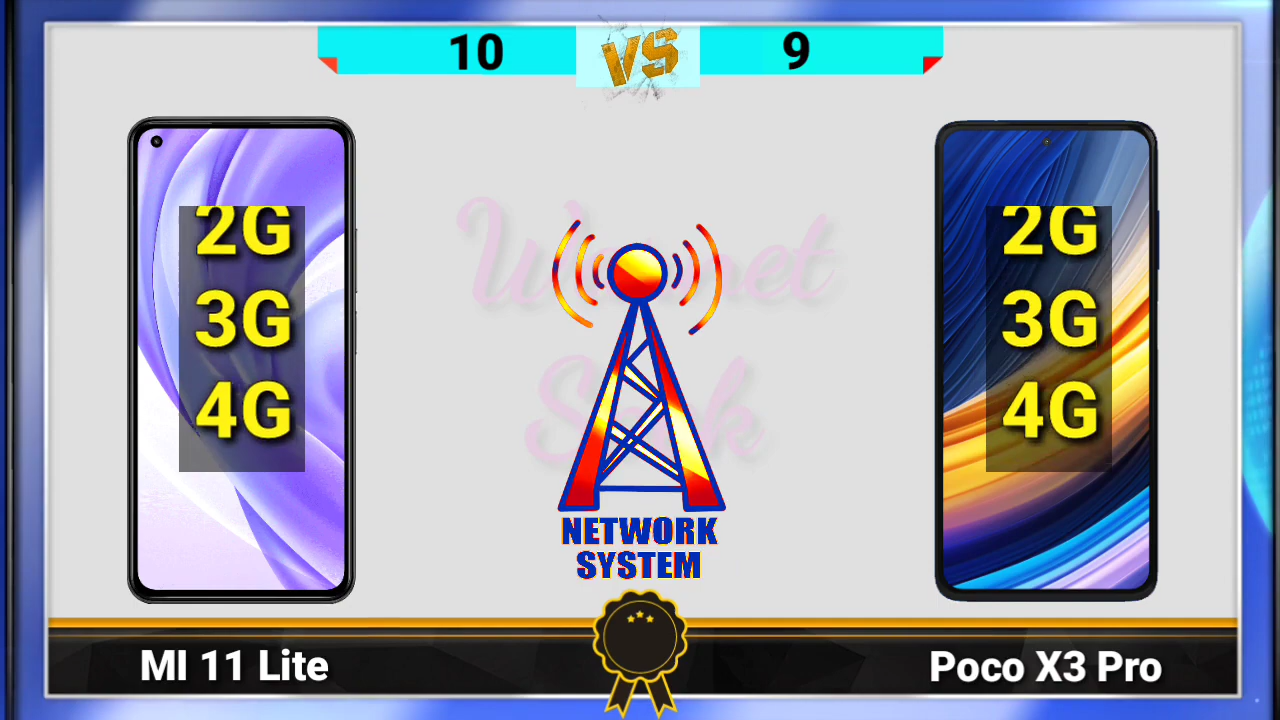 10 VS 9
2G
3G
4G
2G
3G
4G
NETWORK
SYSTEM
MI 11 Lite
Poco X3 Pro